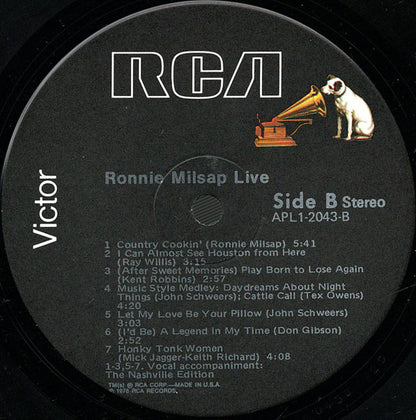 RCA
Victor
Ronnie Milsap Live
Side B Stereo
APL1-2043-B
1 Country Cookin' (Ronnie Milsap) 5:41
2 I Can Almost See Houston from Here
(Ray Willis) 3:15
3 (After Sweet Memories) Play Born to Lose Again
(Kent Robbins) 2:57
4 Music Style Medley: Daydreams About Night
Things (John Schweers); Cattle Call (Tex Owens)
4:20
5 Let My Love Be Your Pillow (John Schweers)
3:03
6 (I'd Be) A Legend In My Time (Don Gibson)
2:52
7 Honky Tonk Women
(Mick Jagger-Keith Richard) 4:08
1-3,5-7. Vocal accompaniment:
The Nashville Edition
TM(s) ® RCA CORP.—MADE IN U.S.A.
℗ 1976 RCA RECORDS